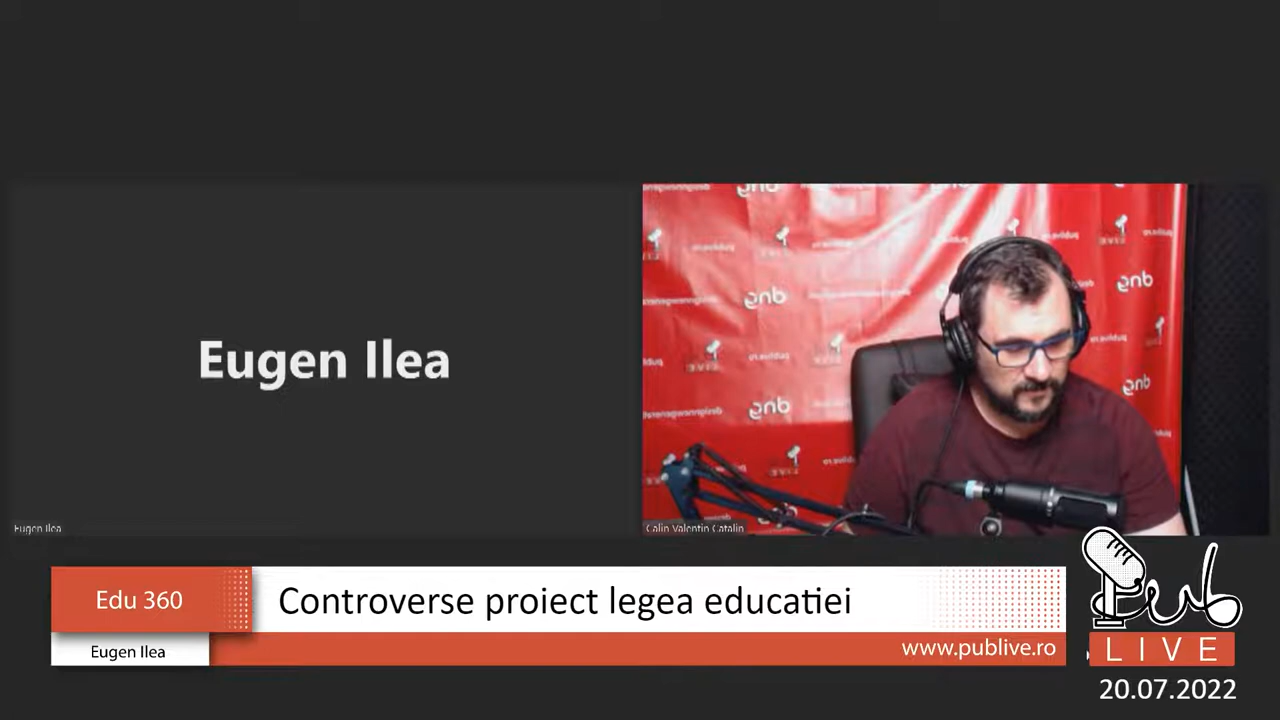 Eugen Ilea
Eugen Ilea
Calin Valentin Catalin
Edu 360
Controverse proiect legea educatiei
Eugen Ilea
www.publive.ro
Pub
LIVE
20.07.2022